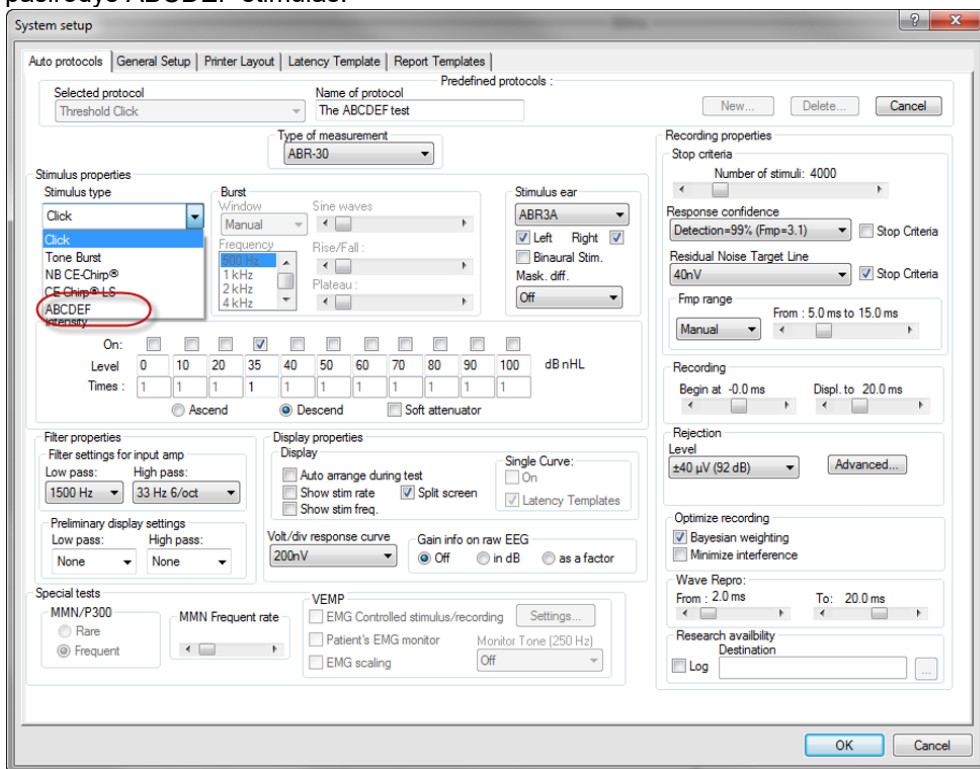 System setup
Auto protocols General Setup Printer Layout Latency Template Report Templates
Predefined protocols :
Selected protocol
Threshold Click
Name of protocol
The ABCDEF test
New... Delete... Cancel
Type of measurement
ABR-30
Stimulus properties
Stimulus type
Click
Click
Tone Burst
NB CE-Chirp®
CE-Chirp® LS
ABCDEF
Burst
Window
Manual
Sine waves
Frequency
500 Hz
1 kHz
2 kHz
4 kHz
Rise/Fall :
Plateau :
Stimulus ear
ABR3A
Left Right
Binaural Stim.
Mask. diff.
Off
Intensity
On:
Level 0 10 20 35 40 50 60 70 80 90 100 dB nHL
Times : 1 1 1 1 1 1 1 1 1 1 1
Ascend Descend Soft attenuator
Filter properties
Filter settings for input amp
Low pass: High pass:
1500 Hz 33 Hz 6/oct
Preliminary display settings
Low pass: High pass:
None None
Display properties
Display
Auto arrange during test
Show stim rate Split screen
Show stim freq.
Single Curve:
On
Latency Templates
Volt/div response curve
200nV
Gain info on raw EEG
Off in dB as a factor
Special tests
MMN/P300
Rare
Frequent
MMN Frequent rate
VEMP
EMG Controlled stimulus/recording Settings...
Patient's EMG monitor Monitor Tone (250 Hz)
EMG scaling Off
Recording properties
Stop criteria
Number of stimuli: 4000
Response confidence
Detection=99% (Fmp=3.1) Stop Criteria
Residual Noise Target Line
40nV Stop Criteria
Fmp range
From : 5.0 ms to 15.0 ms
Manual
Recording
Begin at -0.0 ms Displ. to 20.0 ms
Rejection
Level
±40 µV (92 dB) Advanced...
Optimize recording
Bayesian weighting
Minimize interference
Wave Repro:
From : 2.0 ms To: 20.0 ms
Research availbility
Destination
Log ...
OK Cancel